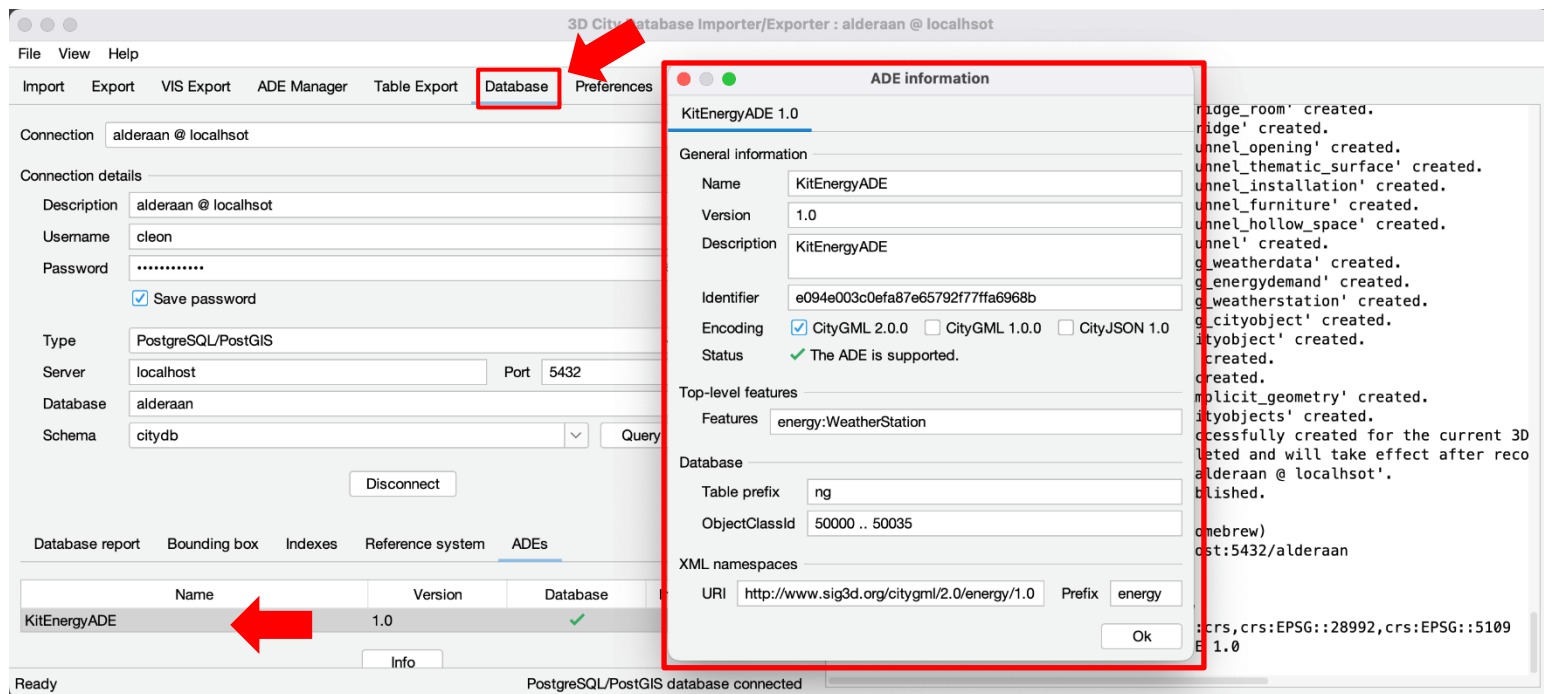 3D City Database Importer/Exporter : alderaan @ localhsot
File View Help
Import Export VIS Export ADE Manager Table Export Database Preferences
Connection alderaan @ localhsot
Connection details
Description alderaan @ localhsot
Username cleon
Password ••••••••••••
Save password
Type PostgreSQL/PostGIS
Server localhost Port 5432
Database alderaan
Schema citydb Query
Disconnect
Database report Bounding box Indexes Reference system ADEs
Name Version Database
KitEnergyADE 1.0
Info
Ready PostgreSQL/PostGIS database connected
ADE information
KitEnergyADE 1.0
General information
Name KitEnergyADE
Version 1.0
Description KitEnergyADE
Identifier e094e003c0efa87e65792f77ffa6968b
Encoding CityGML 2.0.0 CityGML 1.0.0 CityJSON 1.0
Status The ADE is supported.
Top-level features
Features energy:WeatherStation
Database
Table prefix ng
ObjectClassId 50000 .. 50035
XML namespaces
URI http://www.sig3d.org/citygml/2.0/energy/1.0 Prefix energy
Ok
ridge_room' created.
ridge' created.
unnel_opening' created.
unnel_thematic_surface' created.
unnel_installation' created.
unnel_furniture' created.
unnel_hollow_space' created.
unnel' created.
g_weatherdata' created.
g_energydemand' created.
g_weatherstation' created.
g_cityobject' created.
ityobject' created.
created.
created.
mplicit_geometry' created.
ityobjects' created.
ccessfully created for the current 3D
leted and will take effect after reco
alderaan @ localhsot'.
blished.
omebrew)
ost:5432/alderaan
:crs,crs:EPSG::28992,crs:EPSG::5109
E 1.0